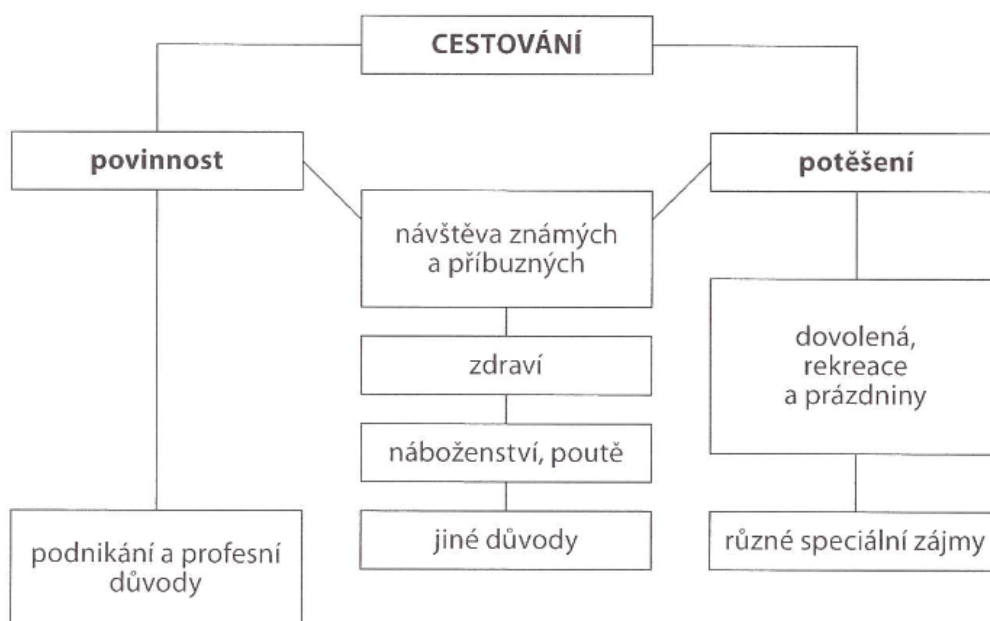 CESTOVÁNÍ
povinnost
potěšení
návštěva známých
a příbuzných
dovolená,
rekreace
a prázdniny
zdraví
náboženství, poutě
jiné důvody
různé speciální zájmy
podnikání a profesní
důvody